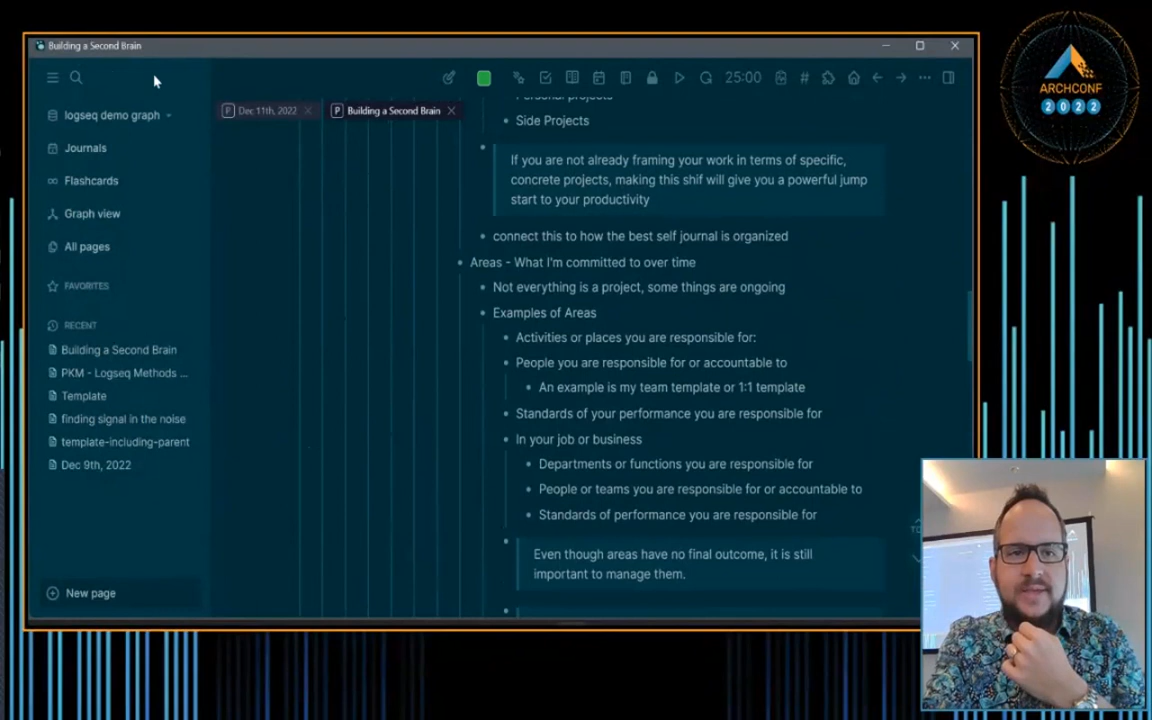 Building a Second Brain
25:00
logseq demo graph
Journals
Flashcards
Graph view
All pages
FAVORITES
RECENT
Building a Second Brain
PKM - Logseq Methods ...
Template
finding signal in the noise
template-including-parent
Dec 9th, 2022
New page
Dec 11th, 2022
Building a Second Brain
Personal projects
Side Projects
If you are not already framing your work in terms of specific,
concrete projects, making this shif will give you a powerful jump
start to your productivity
connect this to how the best self journal is organized
Areas - What I'm committed to over time
Not everything is a project, some things are ongoing
Examples of Areas
Activities or places you are responsible for:
People you are responsible for or accountable to
An example is my team template or 1:1 template
Standards of your performance you are responsible for
In your job or business
Departments or functions you are responsible for
People or teams you are responsible for or accountable to
Standards of performance you are responsible for
Even though areas have no final outcome, it is still
important to manage them.
ARCHCONF
2022